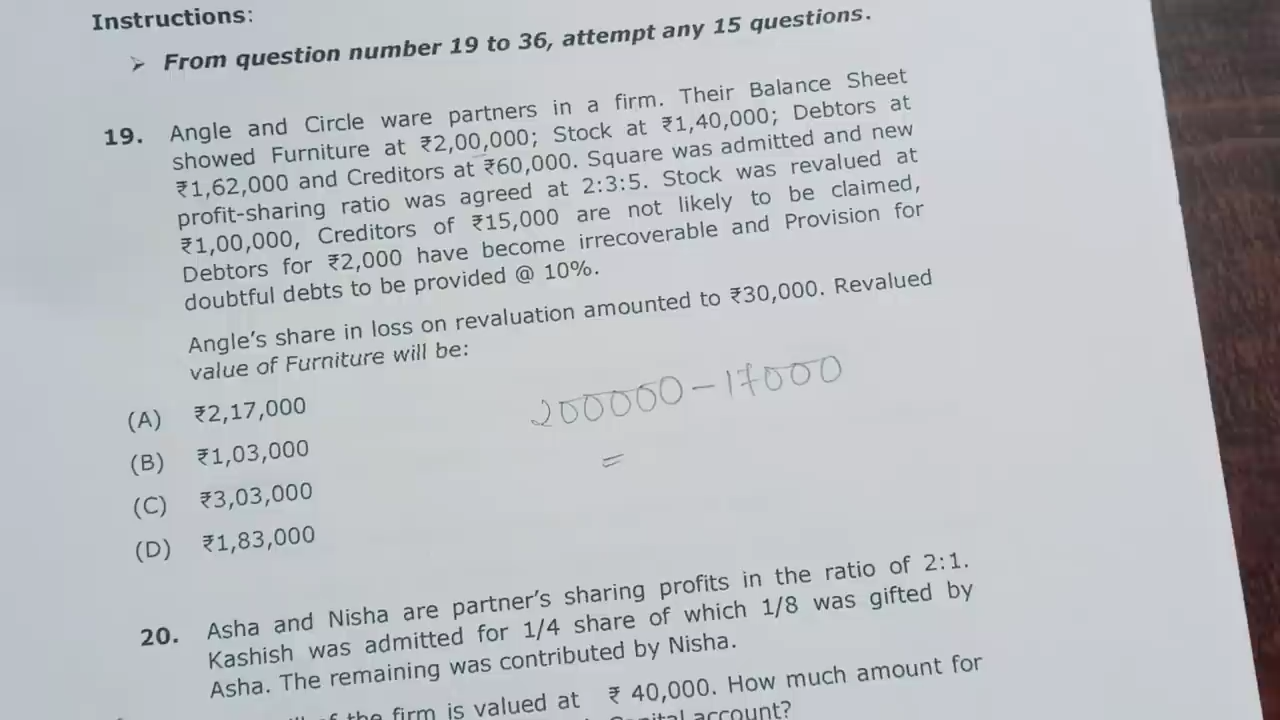 Instructions:
➢ From question number 19 to 36, attempt any 15 questions.
19. Angle and Circle ware partners in a firm. Their Balance Sheet
showed Furniture at ₹2,00,000; Stock at ₹1,40,000; Debtors at
₹1,62,000 and Creditors at ₹60,000. Square was admitted and new
profit-sharing ratio was agreed at 2:3:5. Stock was revalued at
₹1,00,000, Creditors of ₹15,000 are not likely to be claimed,
Debtors for ₹2,000 have become irrecoverable and Provision for
doubtful debts to be provided @ 10%.
Angle's share in loss on revaluation amounted to ₹30,000. Revalued
value of Furniture will be:
(A) ₹2,17,000
200000-17000
(B) ₹1,03,000
=
(C) ₹3,03,000
(D) ₹1,83,000
20. Asha and Nisha are partner's sharing profits in the ratio of 2:1.
Kashish was admitted for 1/4 share of which 1/8 was gifted by
Asha. The remaining was contributed by Nisha.
the firm is valued at ₹ 40,000. How much amount for
account?